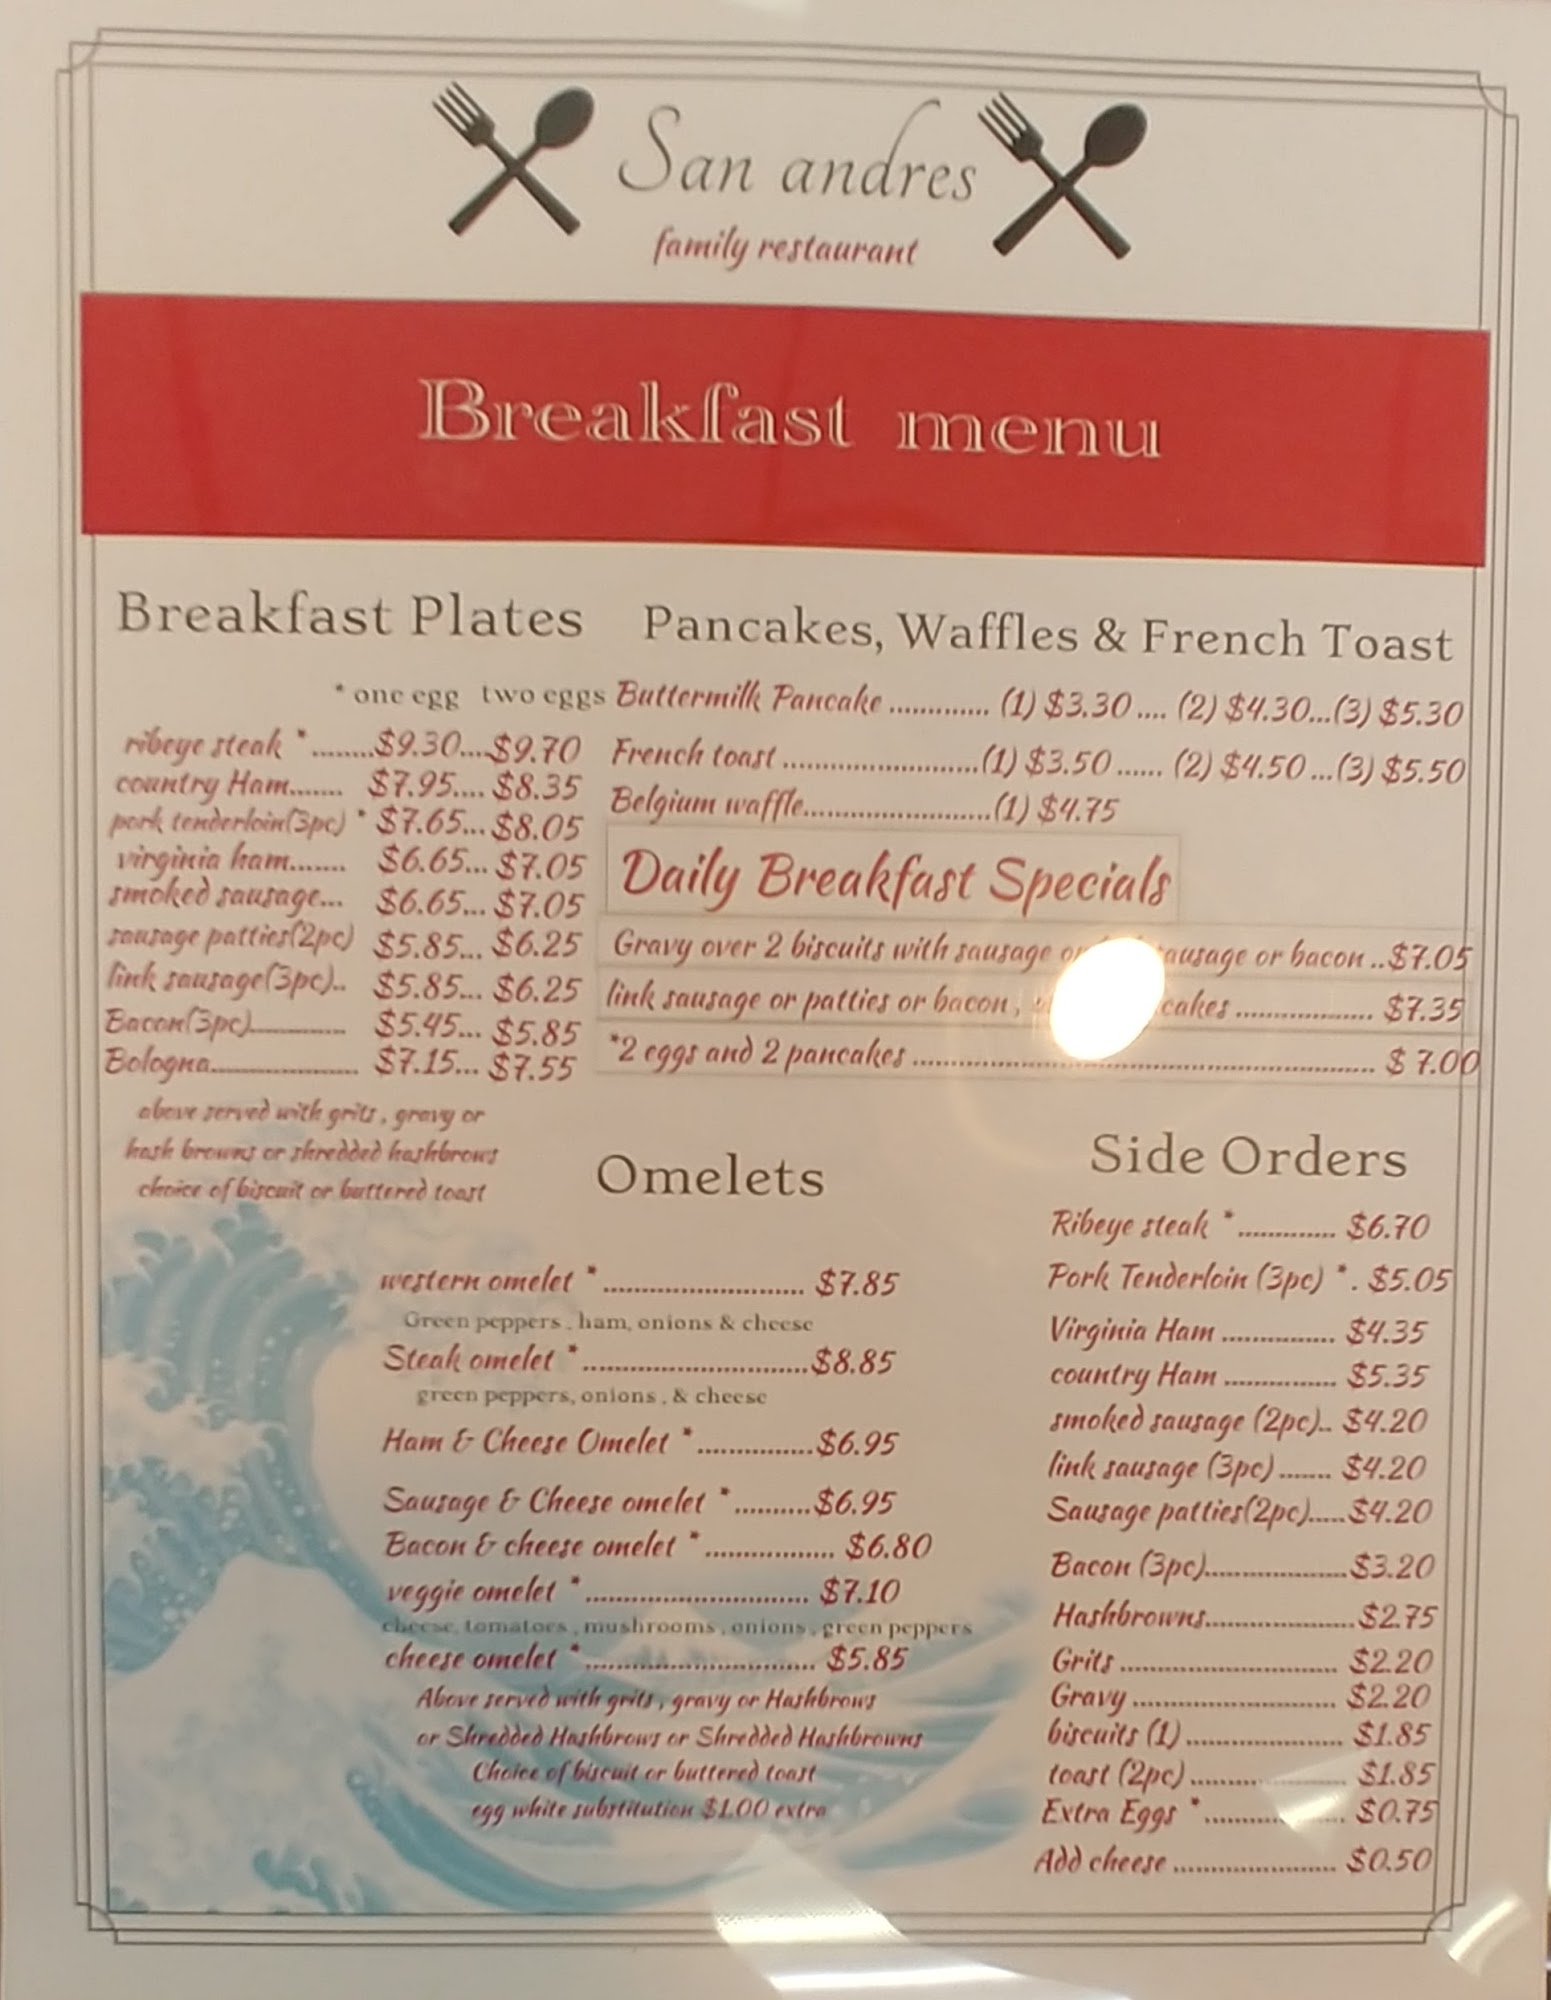 San andres
family restaurant
Breakfast menu
Breakfast Plates
* one egg two eggs
ribeye steak *........$9.30....$9.70
country Ham....... $7.95.... $8.35
pork tenderloin(3pc) * $7.65... $8.05
virginia ham....... $6.65... $7.05
smoked sausage... $6.65... $7.05
sausage patties(2pc) $5.85... $6.25
link sausage(3pc).. $5.85... $6.25
Bacon(3pc)................ $5.45... $5.85
Bologna......................... $7.15... $7.55
above served with grits, gravy or
hash browns or shredded hashbrows
choice of biscuit or buttered toast
Pancakes, Waffles & French Toast
Buttermilk Pancake ............. (1) $3.30 .... (2) $4.30...(3) $5.30
French toast .........................(1) $3.50 ...... (2) $4.50 ...(3) $5.50
Belgium waffle........................(1) $4.75
Daily Breakfast Specials
Gravy over 2 biscuits with sausage sausage or bacon ..$7.05
link sausage or patties or bacon, .................. $7.35
*2 eggs and 2 pancakes ............................................................ $ 7.00
Omelets
western omelet *.......................... $7.85
Green peppers, ham, onions & cheese
Steak omelet *.............................$8.85
green peppers, onions, & cheese
Ham & Cheese Omelet *...............$6.95
Sausage & Cheese omelet *..........$6.95
Bacon & cheese omelet *................. $6.80
veggie omelet *............................. $7.10
cheese, tomatoes, mushrooms, onions, green peppers
cheese omelet *.............................. $5.85
Above served with grits, gravy or Hashbrows
or Shredded Hashbrows or Shredded Hashbrowns
Choice of biscuit or buttered toast
egg white substitution $1.00 extra
Side Orders
Ribeye steak *............. $6.70
Pork Tenderloin (3pc) *. $5.05
Virginia Ham ............... $4.35
country Ham ............... $5.35
smoked sausage (2pc).. $4.20
link sausage (3pc) ....... $4.20
Sausage patties(2pc).....$4.20
Bacon (3pc)...................$3.20
Hashbrowns....................$2.75
Grits ............................. $2.20
Gravy ........................... $2.20
biscuits (1) ..................... $1.85
toast (2pc) ..................... $1.85
Extra Eggs *................... $0.75
Add cheese ...................... $0.50